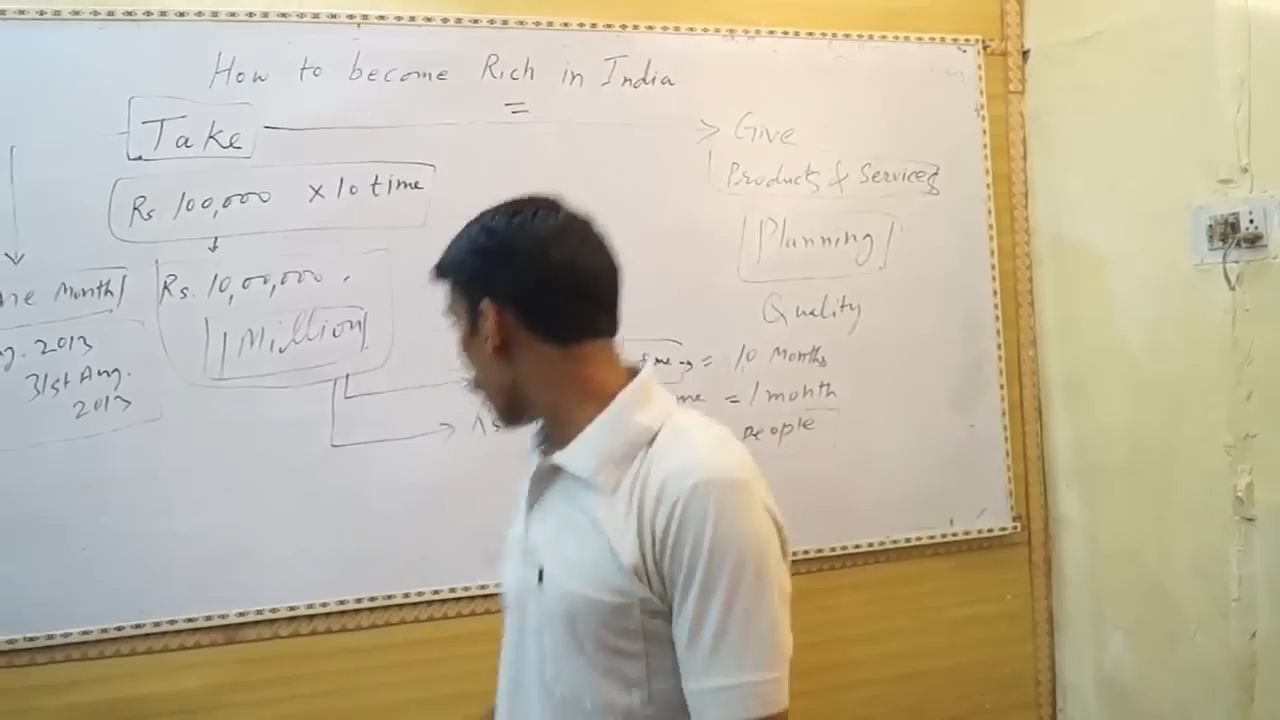 How to become Rich in India
Take
Give
Rs 100,000 x 10 time
Products & Services
Rs. 10,00,000.
Planning
1 Million
Quality
Month
2013
31st Aug.
2013
= 10 Months
= 1 month
People